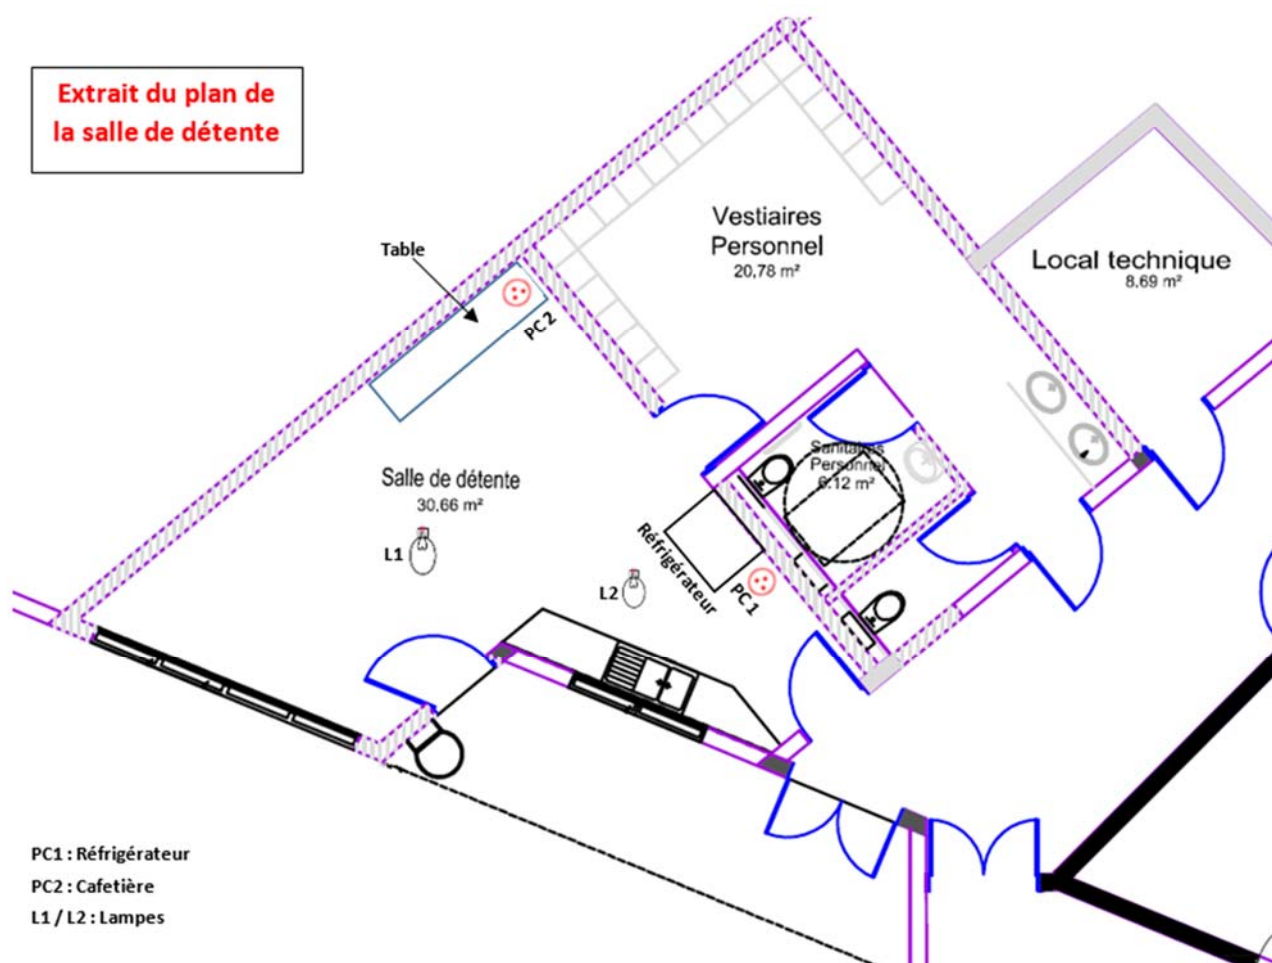 Extrait du plan de
la salle de détente
Vestiaires
Personnel
20,78 m²
Local technique
8.69 m²
Table
PC 2
Sanitaires
Personnel
6.12 m²
Salle de détente
30.66 m²
L1
L2
Réfrigérateur
PC 1
PC1 : Réfrigérateur
PC2 : Cafetière
L1 / L2 : Lampes